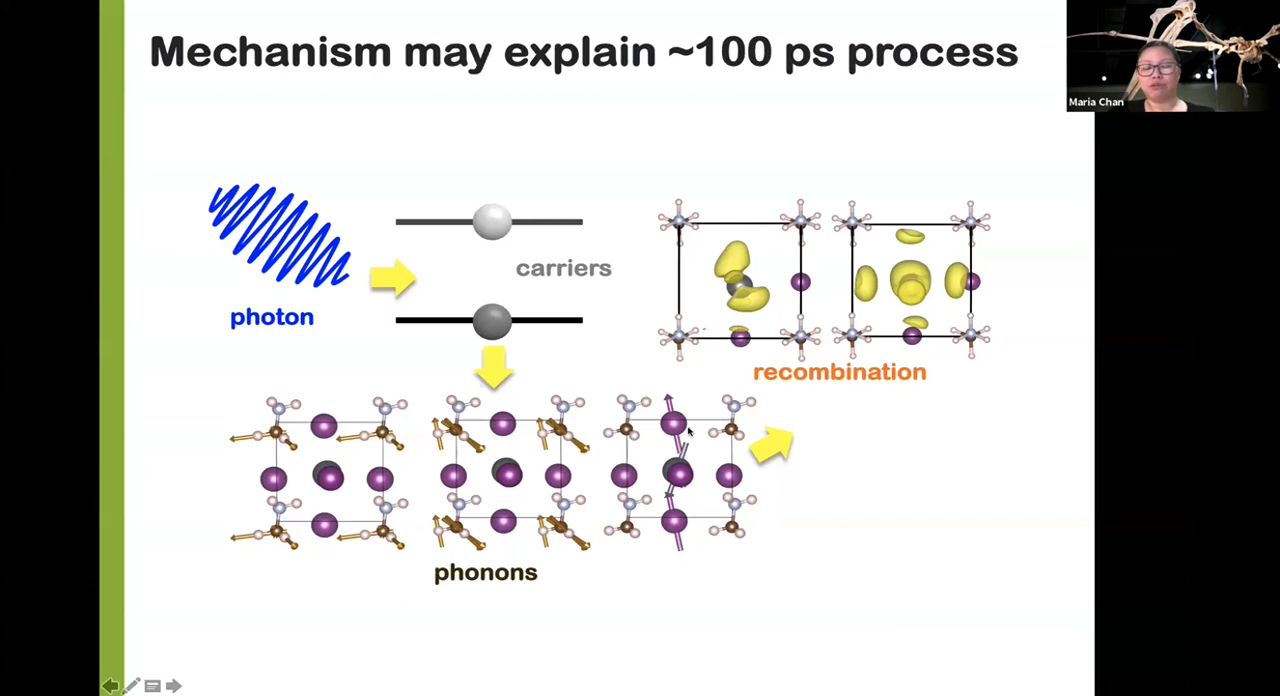 Mechanism may explain ~100 ps process
Maria Chan
carriers
photon
recombination
phonons